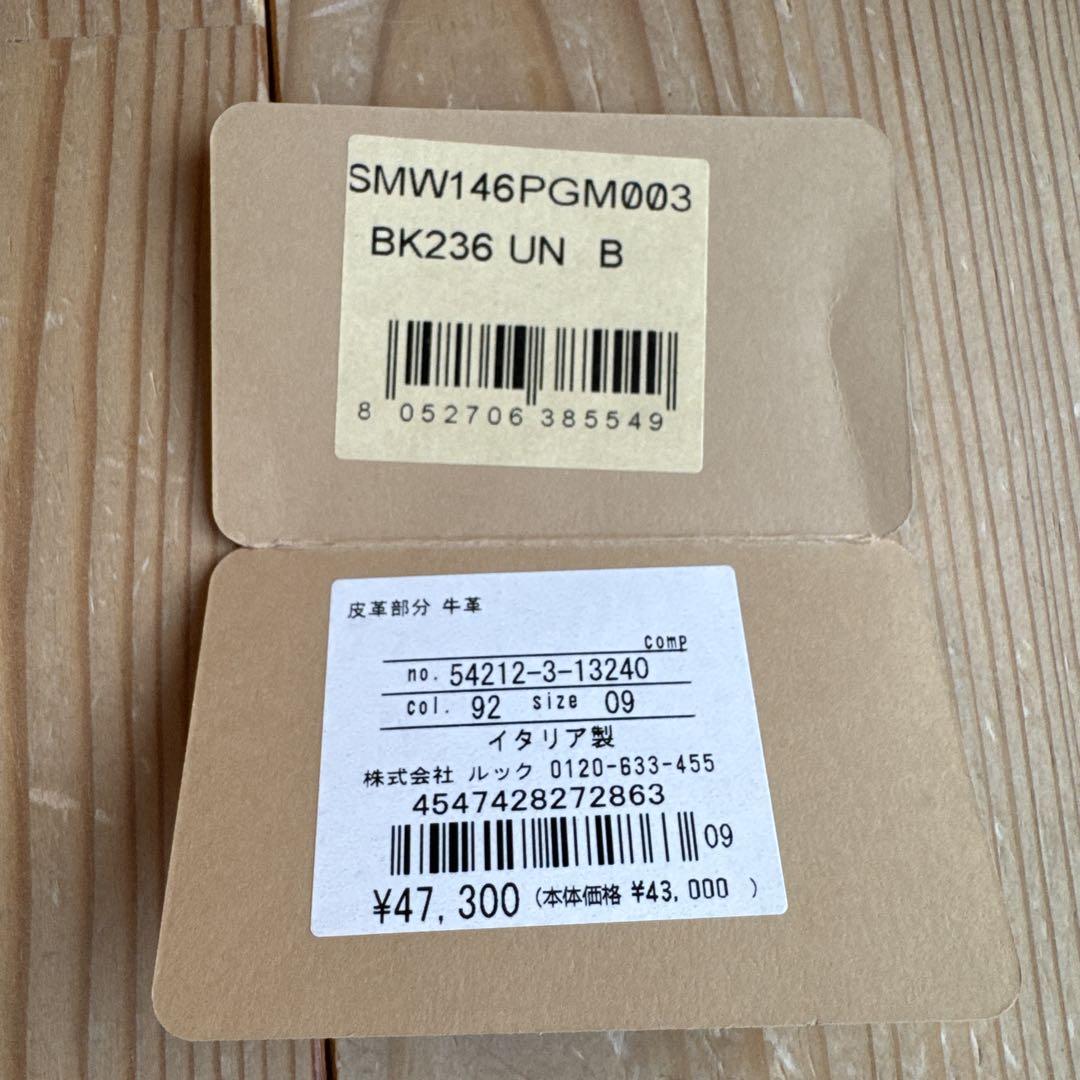 SMW146PGM003
BK236 UN B
8 052706 385549
皮革部分 牛革
comp
no. 54212-3-13240
col. 92 size 09
イタリア製
株式会社 ルック 0120-633-455
4547428272863
09
¥47,300 (本体価格 ¥43,000 )